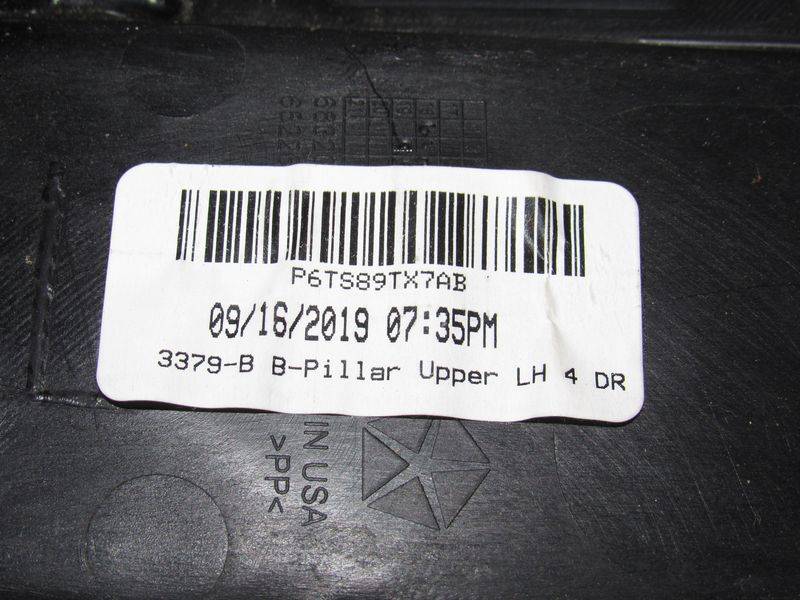 P6TS89TX7AB
09/16/2019 07:35PM
3379-B B-Pillar Upper LH 4 DR
IN USA
>PP<